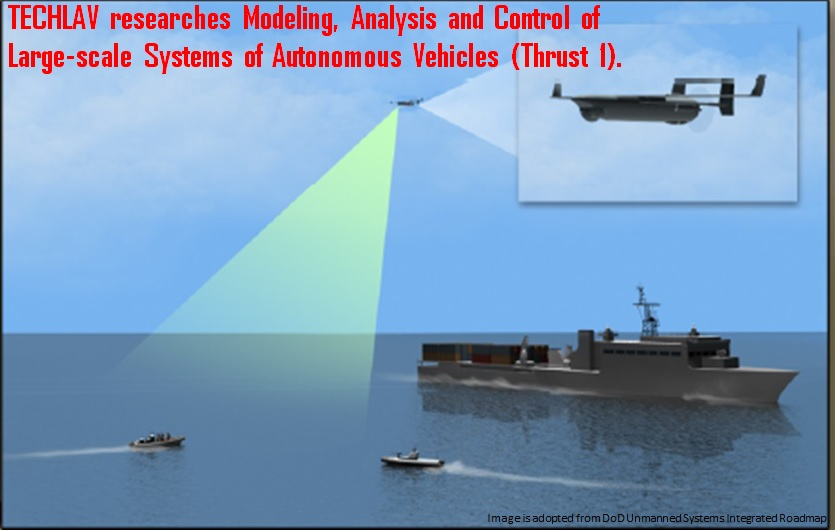 TECHLAV researches Modeling, Analysis and Control of
Large-scale Systems of Autonomous Vehicles (Thrust 1).
Image is adopted from DoD Unmanned Systems Integrated Roadmap